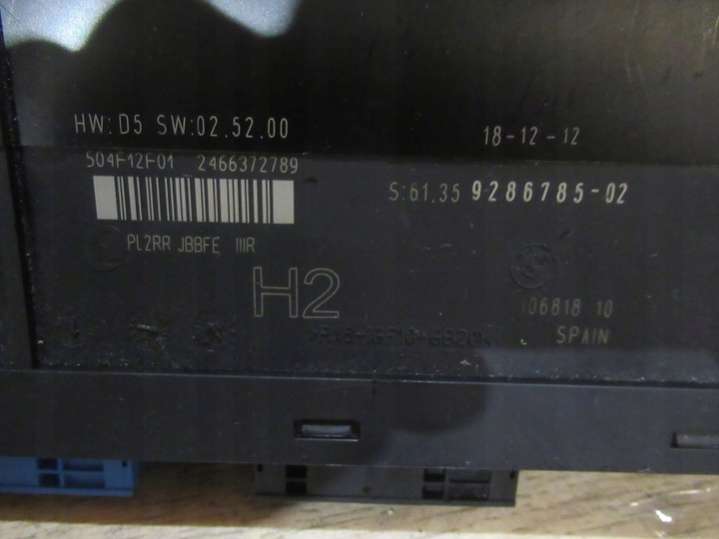 HW: D5 SW:02.52.00
18-12-12
504F12F01 2466372789
S:61.35 9286785-02
PL2RR JBBFE IIIR
H2
106818 10
SPAIN